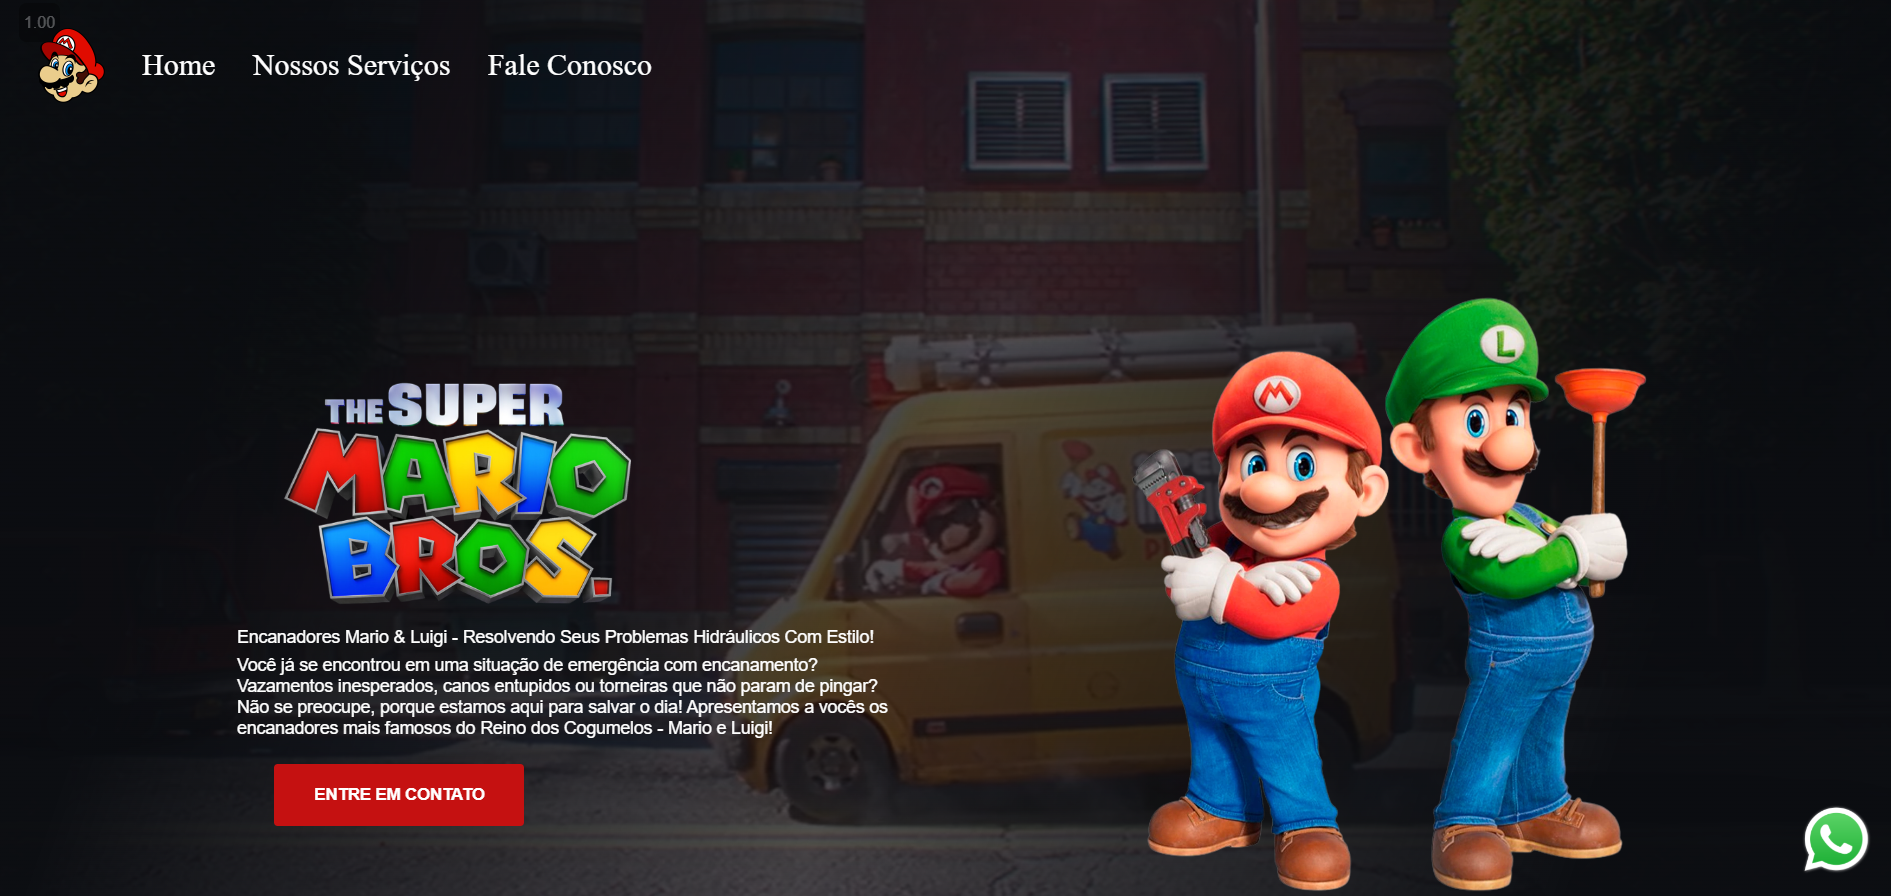 1.00
Home
Nossos Serviços
Fale Conosco
THE SUPER
MARIO
BROS.
Encanadores Mario & Luigi - Resolvendo Seus Problemas Hidráulicos Com Estilo!
Você já se encontrou em uma situação de emergência com encanamento?
Vazamentos inesperados, canos entupidos ou torneiras que não param de pingar?
Não se preocupe, porque estamos aqui para salvar o dia! Apresentamos a vocês os
encanadores mais famosos do Reino dos Cogumelos - Mario e Luigi!
ENTRE EM CONTATO
M
L